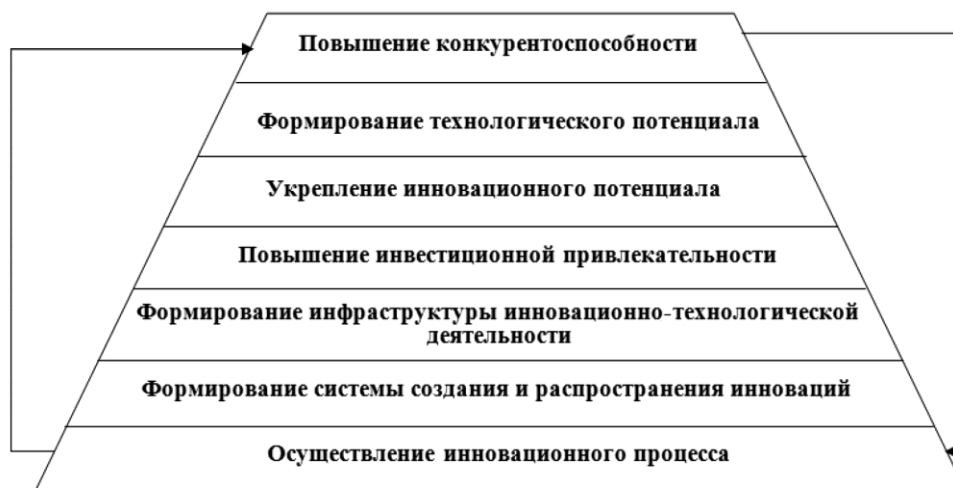 Повышение конкурентоспособности
Формирование технологического потенциала
Укрепление инновационного потенциала
Повышение инвестиционной привлекательности
Формирование инфраструктуры инновационно-технологической
деятельности
Формирование системы создания и распространения инноваций
Осуществление инновационного процесса